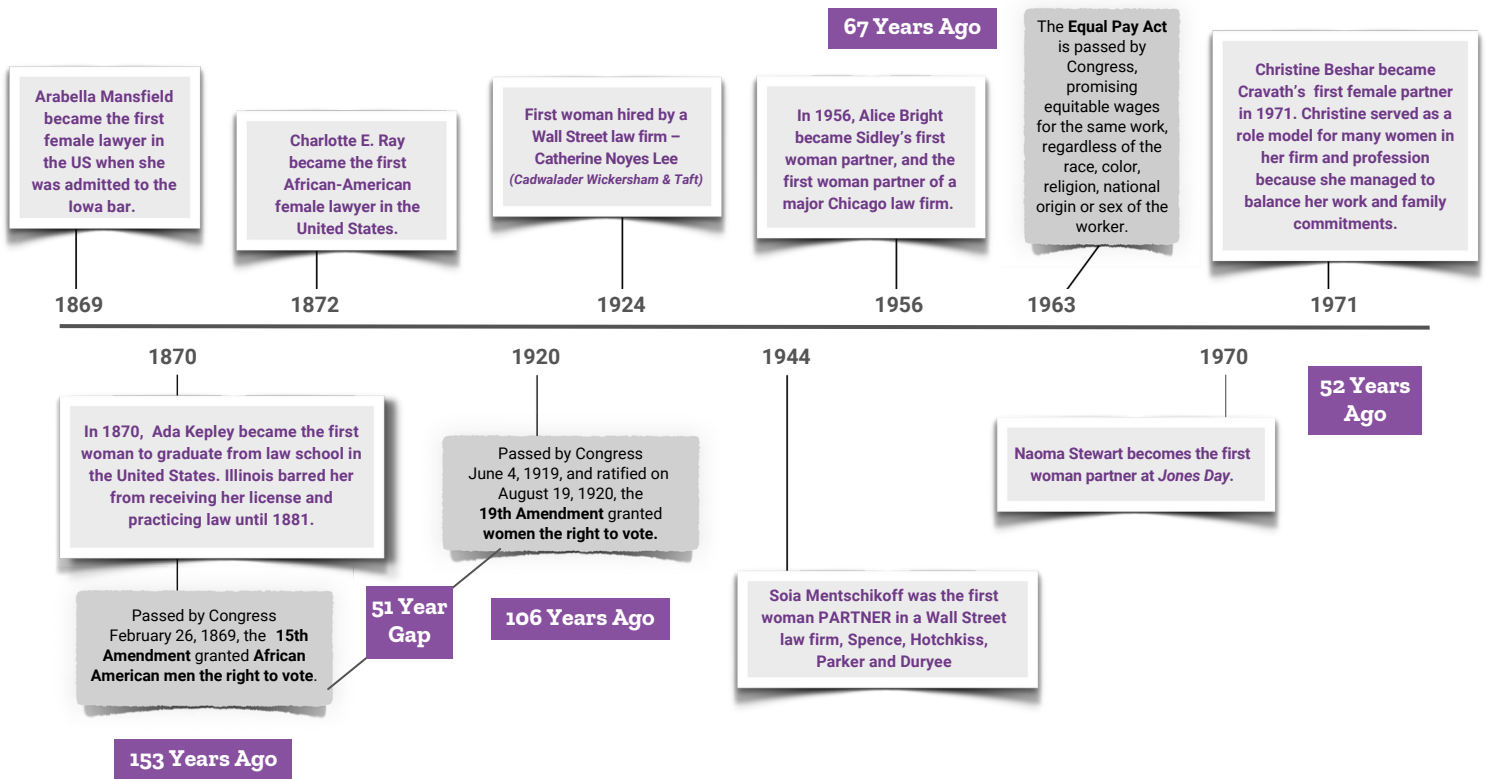 67 Years Ago
Arabella Mansfield
became the first
female lawyer in
the US when she
was admitted to the
Iowa bar.
Charlotte E. Ray
became the first
African-American
female lawyer in the
United States.
First woman hired by a
Wall Street law firm –
Catherine Noyes Lee
(Cadwalader Wickersham & Taft)
In 1956, Alice Bright
became Sidley's first
woman partner, and the
first woman partner of a
major Chicago law firm.
The Equal Pay Act
is passed by
Congress,
promising
equitable wages
for the same work,
regardless of the
race, color,
religion, national
origin or sex of the
worker.
Christine Beshar became
Cravath's first female partner
in 1971. Christine served as a
role model for many women in
her firm and profession
because she managed to
balance her work and family
commitments.
1869
1872
1924
1956
1963
1971
1870
1920
1944
1970
52 Years
Ago
In 1870, Ada Kepley became the first
woman to graduate from law school in
the United States. Illinois barred her
from receiving her license and
practicing law until 1881.
Passed by Congress
June 4, 1919, and ratified on
August 19, 1920, the
19th Amendment granted
women the right to vote.
Naoma Stewart becomes the first
woman partner at Jones Day.
Passed by Congress
February 26, 1869, the 15th
Amendment granted African
American men the right to vote.
51 Year
Gap
106 Years Ago
Soia Mentschikoff was the first
woman PARTNER in a Wall Street
law firm, Spence, Hotchkiss,
Parker and Duryee
153 Years Ago